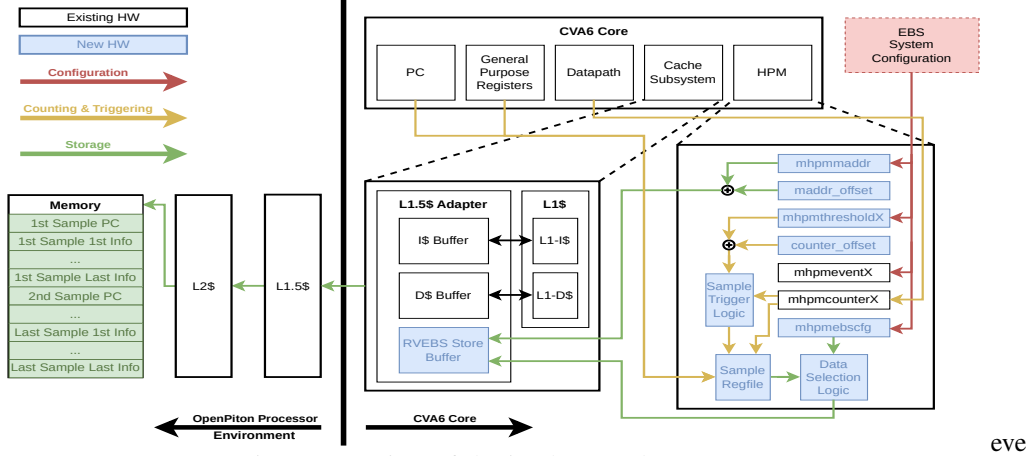 Existing HW
New HW
Configuration
Counting & Triggering
Storage
CVA6 Core
PC
General
Purpose
Registers
Datapath
Cache
Subsystem
HPM
EBS
System
Configuration
Memory
1st Sample PC
1st Sample 1st Info
...
1st Sample Last Info
2nd Sample PC
...
Last Sample 1st Info
...
Last Sample Last Info
L2$
L1.5$
L1.5$ Adapter
I$ Buffer
D$ Buffer
RVEBS Store
Buffer
L1$
L1-I$
L1-D$
mhpmmaddr
maddr_offset
mhpmthresholdX
counter_offset
mhpmeventX
mhpmcounterX
mhpmebscfg
Sample
Trigger
Logic
Sample
Regfile
Data
Selection
Logic
OpenPiton Processor
Environment
CVA6 Core
eve